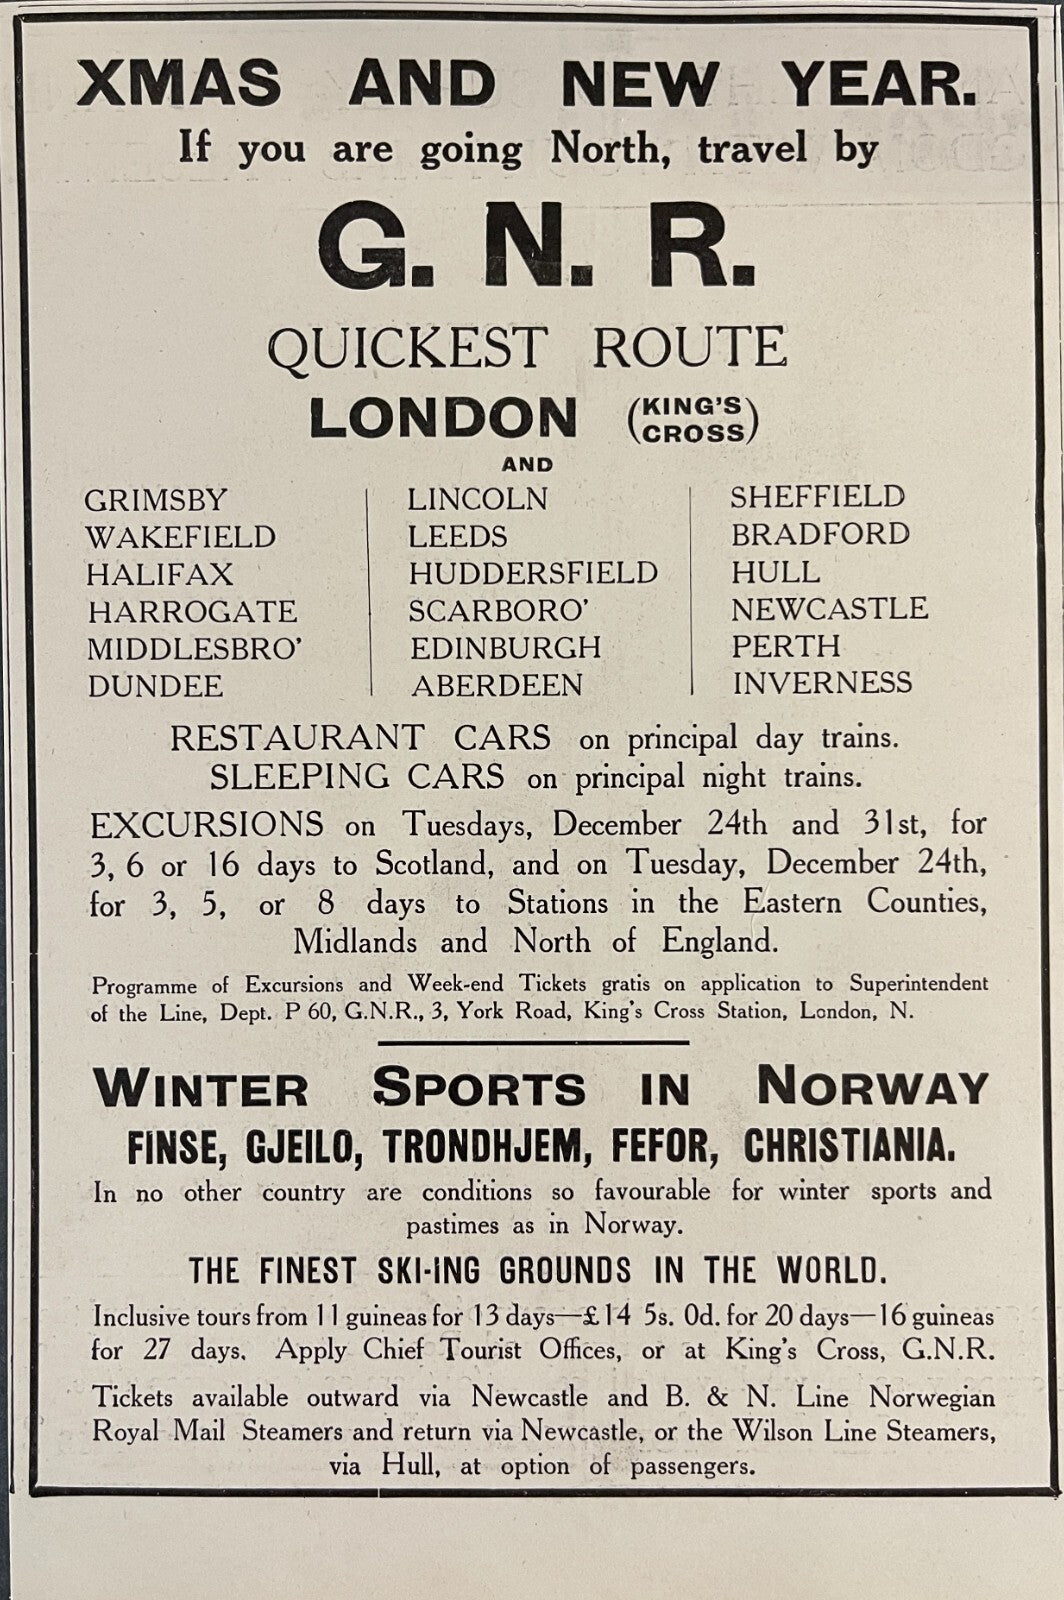 XMAS AND NEW YEAR.
If you are going North, travel by
G. N. R.
QUICKEST ROUTE
LONDON (KING'S CROSS)
AND
GRIMSBY LINCOLN SHEFFIELD
WAKEFIELD LEEDS BRADFORD
HALIFAX HUDDERSFIELD HULL
HARROGATE SCARBORO' NEWCASTLE
MIDDLESBRO' EDINBURGH PERTH
DUNDEE ABERDEEN INVERNESS
RESTAURANT CARS on principal day trains.
SLEEPING CARS on principal night trains.
EXCURSIONS on Tuesdays, December 24th and 31st, for
3, 6 or 16 days to Scotland, and on Tuesday, December 24th,
for 3, 5, or 8 days to Stations in the Eastern Counties,
Midlands and North of England.
Programme of Excursions and Week-end Tickets gratis on application to Superintendent
of the Line, Dept. P 60, G.N.R., 3, York Road, King's Cross Station, London, N.
WINTER SPORTS IN NORWAY
FINSE, GJEILO, TRONDHJEM, FEFOR, CHRISTIANIA.
In no other country are conditions so favourable for winter sports and
pastimes as in Norway.
THE FINEST SKI-ING GROUNDS IN THE WORLD.
Inclusive tours from 11 guineas for 13 days—£14 5s. 0d. for 20 days—16 guineas
for 27 days. Apply Chief Tourist Offices, or at King's Cross, G.N.R.
Tickets available outward via Newcastle and B. & N. Line Norwegian
Royal Mail Steamers and return via Newcastle, or the Wilson Line Steamers,
via Hull, at option of passengers.